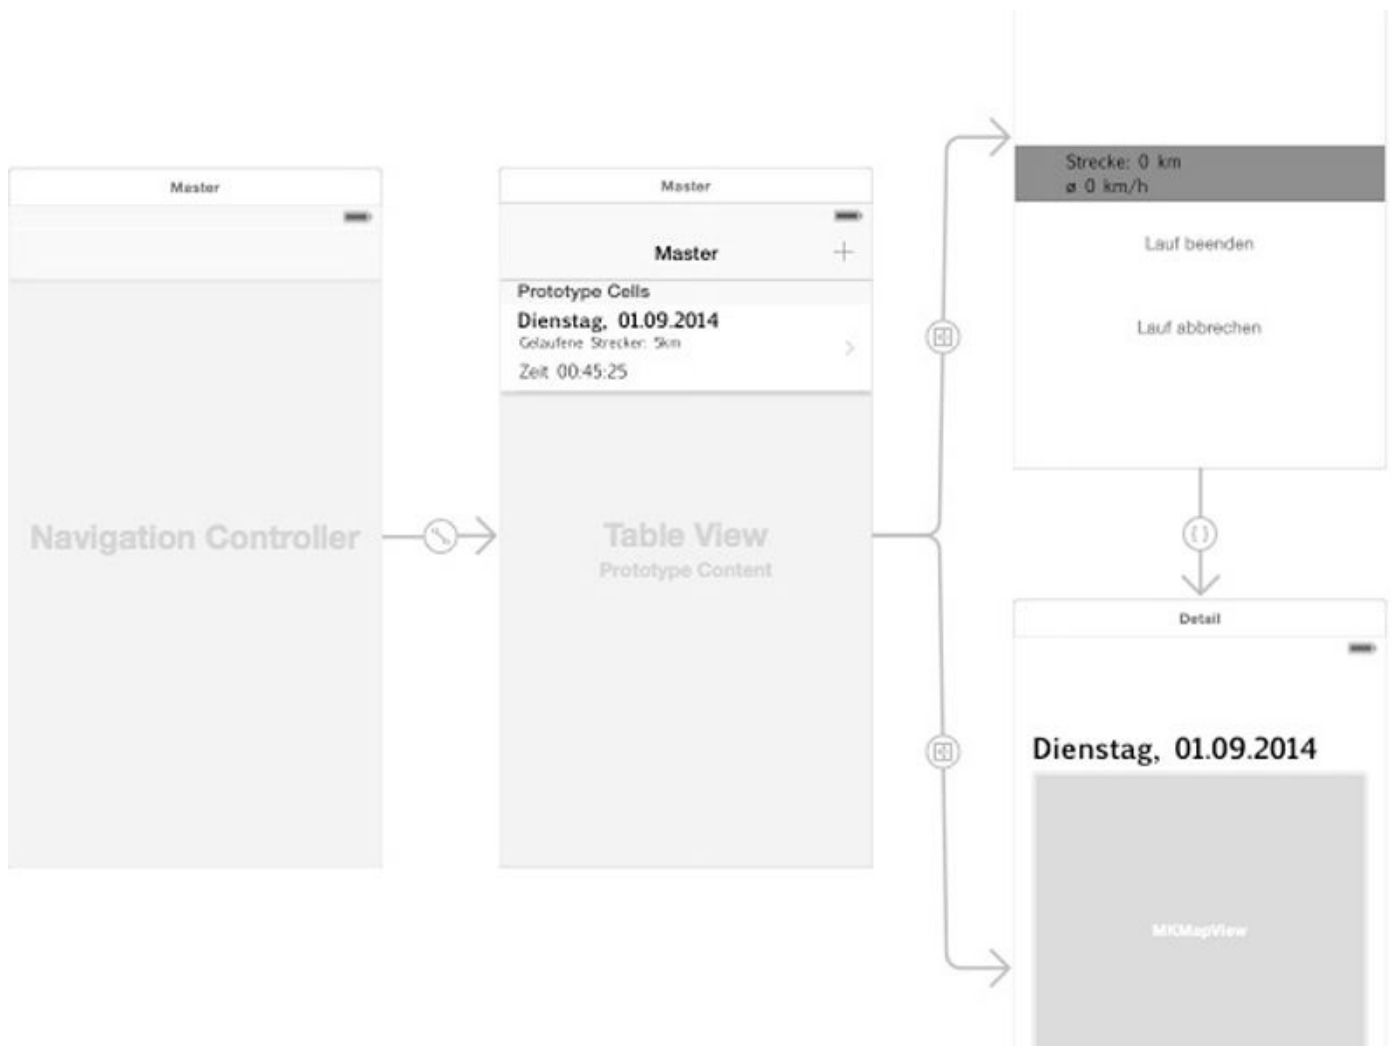 Master
Navigation Controller
Master
Master +
Prototype Cells
Dienstag, 01.09.2014
Gelaufene Strecker: 5km
Zeit 00:45:25
Table View
Prototype Content
Strecke: 0 km
ø 0 km/h
Lauf beenden
Lauf abbrechen
{ }
Detail
Dienstag, 01.09.2014
MKMapView